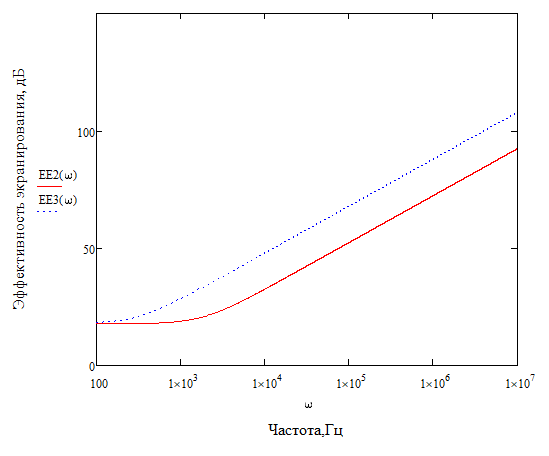 Эффективность экранирования, дБ
100
EE2(ω)
EE3(ω)
50
0
100 1×10³ 1×10⁴ 1×10⁵ 1×10⁶ 1×10⁷
ω
Частота,Гц